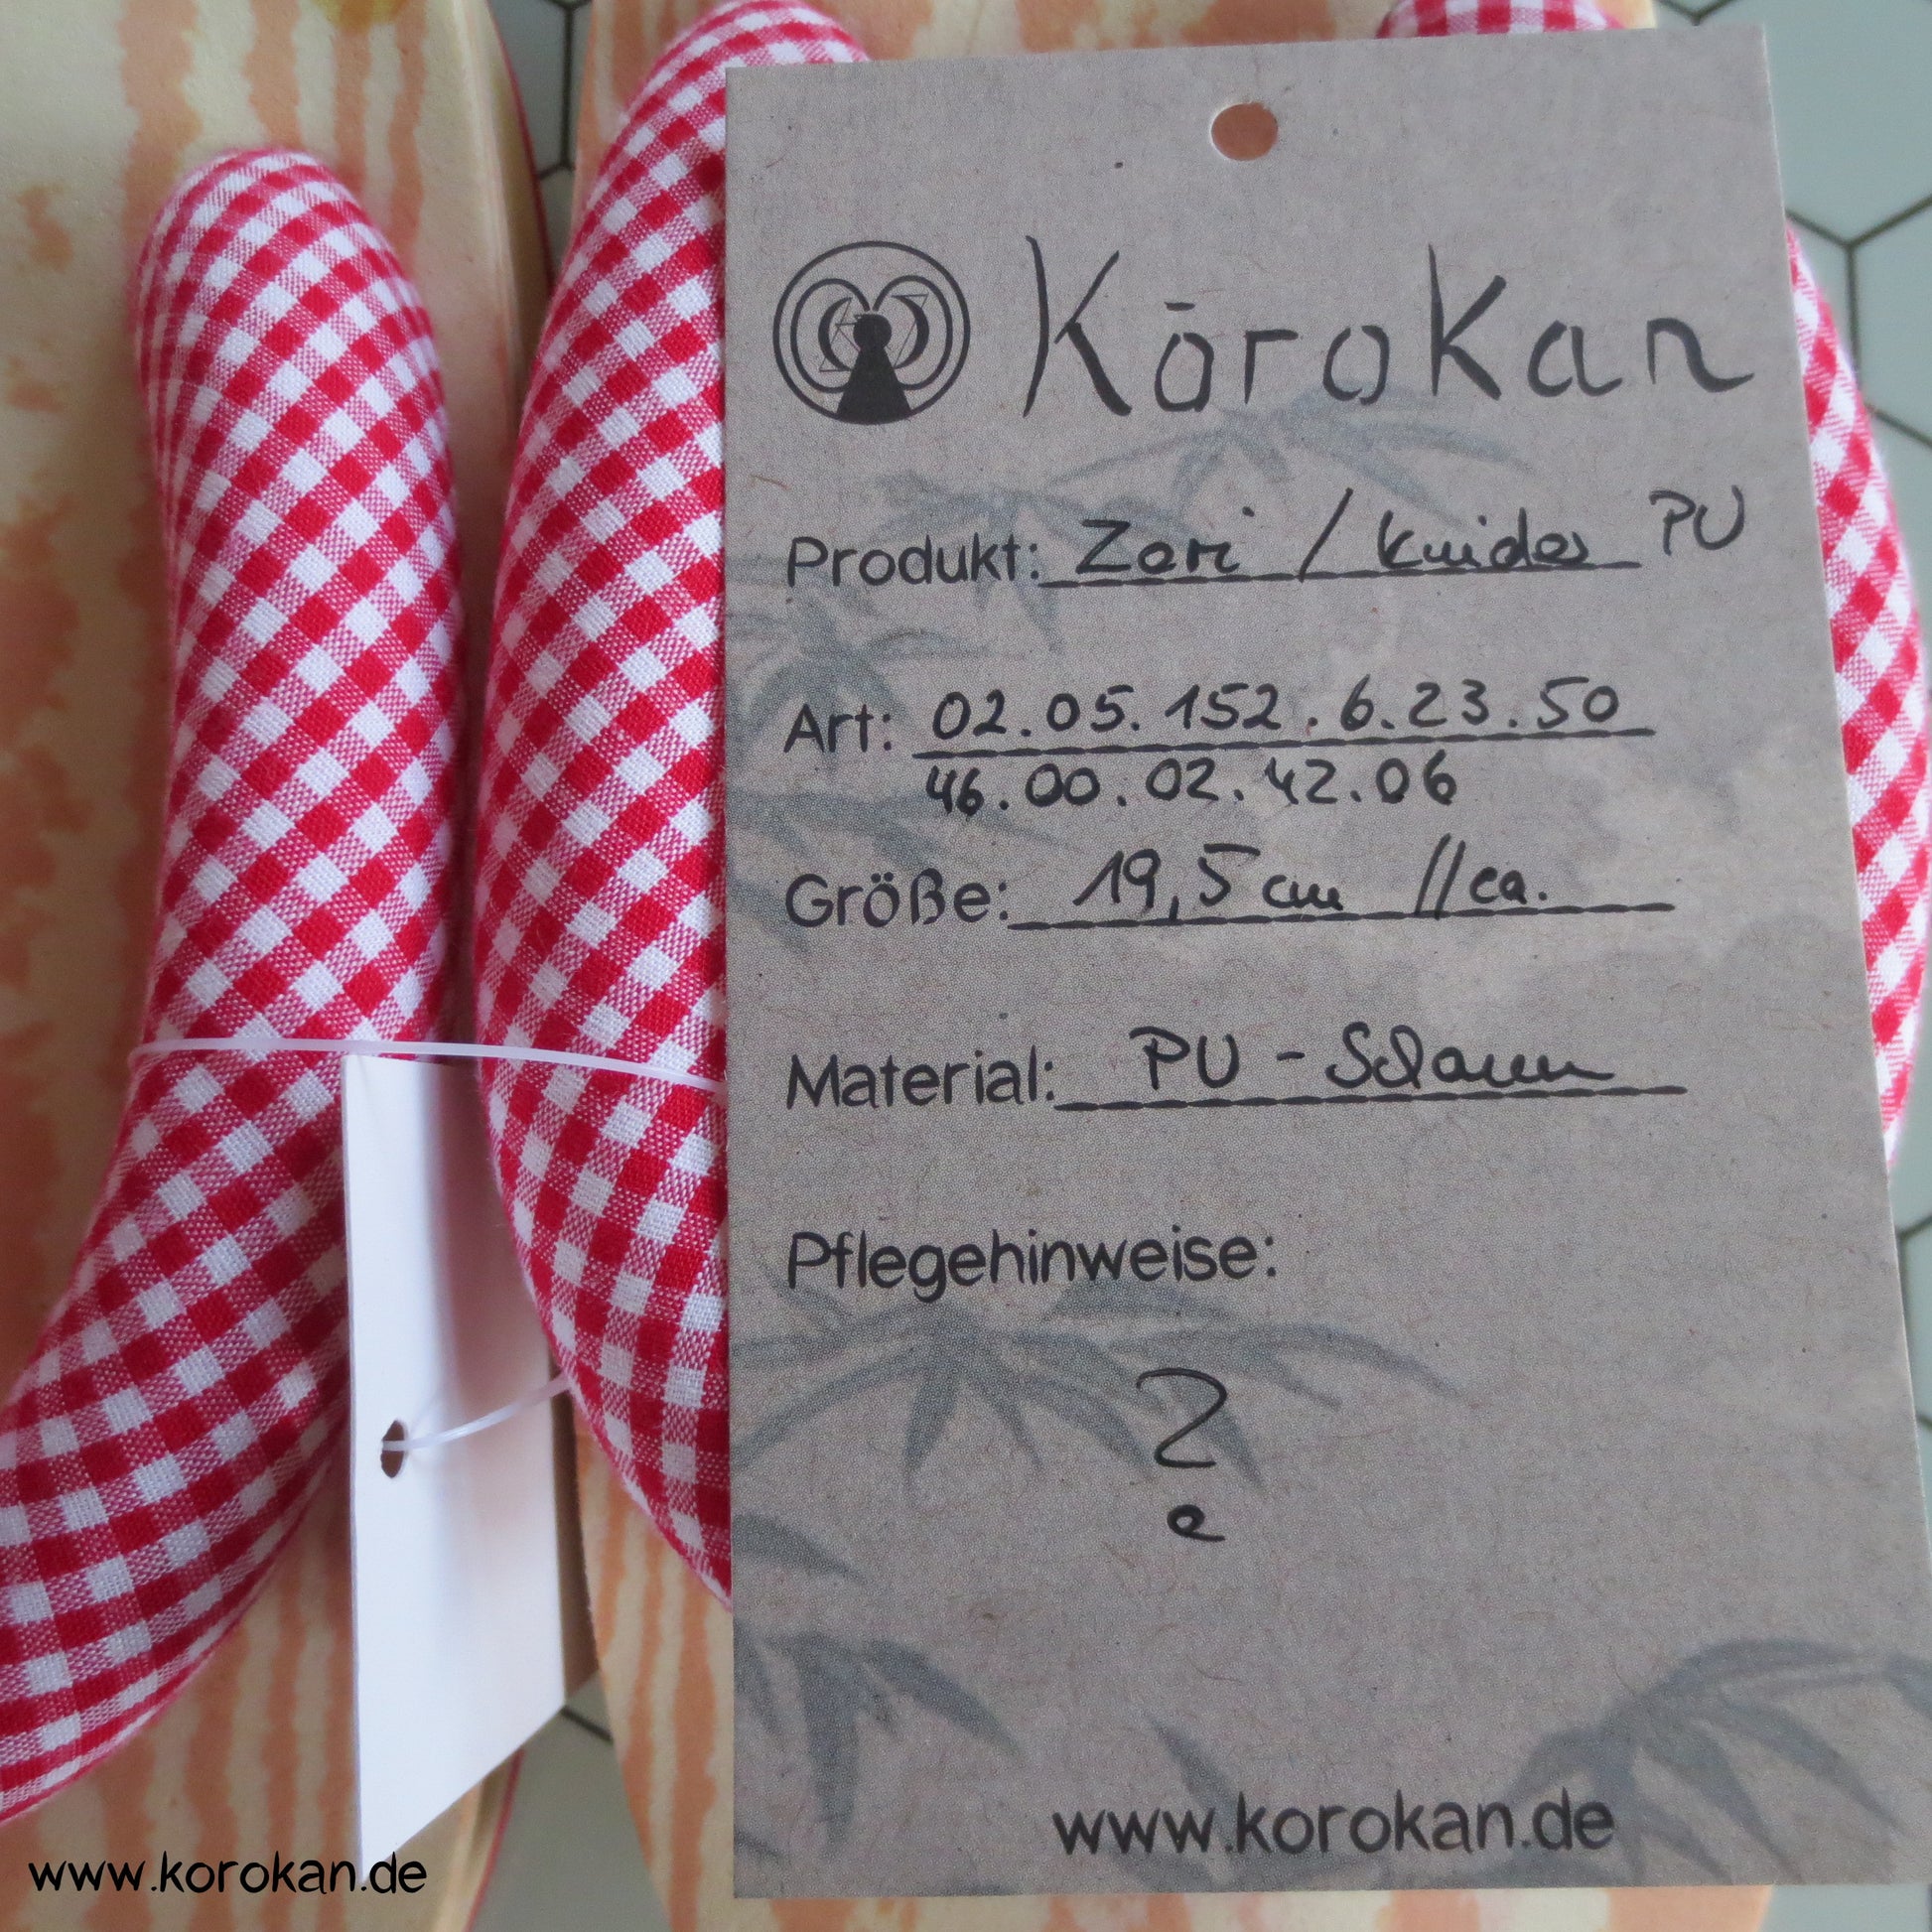 Kōrokan
Produkt: Zori / Kinder PU
Art: 02.05.152.6.23.50
46.00.02.42.06
Größe: 19,5 cm // ca.
Material: PU - Schaum
Pflegehinweise:
?
www.korokan.de
www.korokan.de